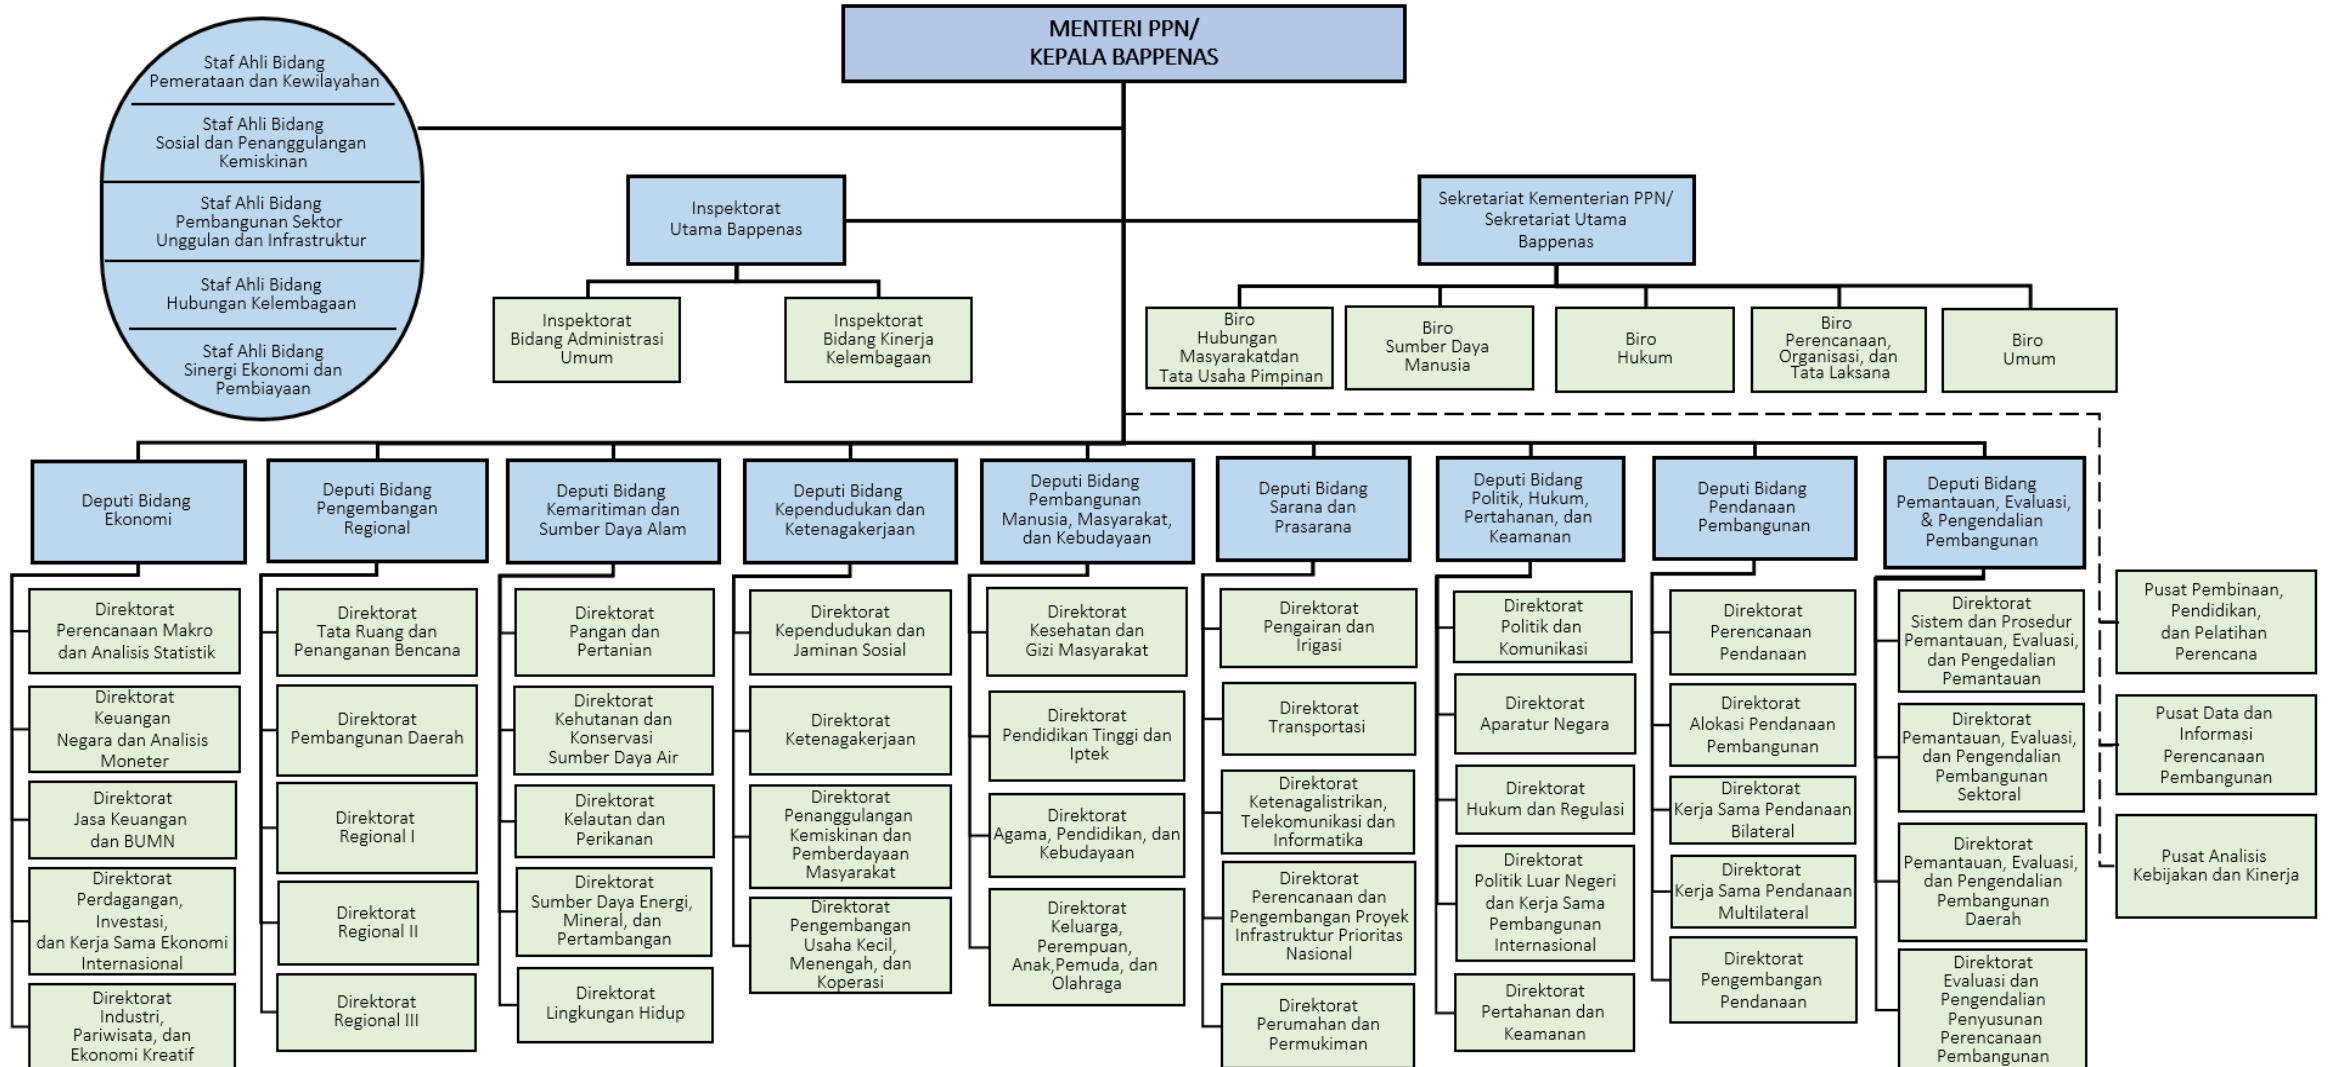 MENTERI PPN/
KEPALA BAPPENAS
Staf Ahli Bidang
Pemerataan dan Kewilayahan
Staf Ahli Bidang
Sosial dan Penanggulangan
Kemiskinan
Staf Ahli Bidang
Pembangunan Sektor
Unggulan dan Infrastruktur
Staf Ahli Bidang
Hubungan Kelembagaan
Staf Ahli Bidang
Sinergi Ekonomi dan
Pembiayaan
Inspektorat
Utama Bappenas
Sekretariat Kementerian PPN/
Sekretariat Utama
Bappenas
Inspektorat
Bidang Administrasi
Umum
Inspektorat
Bidang Kinerja
Kelembagaan
Biro
Hubungan
Masyarakatdan
Tata Usaha Pimpinan
Biro
Sumber Daya
Manusia
Biro
Hukum
Biro
Perencanaan,
Organisasi, dan
Tata Laksana
Biro
Umum
Deputi Bidang
Ekonomi
Direktorat
Perencanaan Makro
dan Analisis Statistik
Direktorat
Keuangan
Negara dan Analisis
Moneter
Direktorat
Jasa Keuangan
dan BUMN
Direktorat
Perdagangan,
Investasi,
dan Kerja Sama Ekonomi
Internasional
Direktorat
Industri,
Pariwisata, dan
Ekonomi Kreatif
Deputi Bidang
Pengembangan
Regional
Direktorat
Tata Ruang dan
Penanganan Bencana
Direktorat
Pembangunan Daerah
Direktorat
Regional I
Direktorat
Regional II
Direktorat
Regional III
Deputi Bidang
Kemaritiman dan
Sumber Daya Alam
Direktorat
Pangan dan
Pertanian
Direktorat
Kehutanan dan
Konservasi
Sumber Daya Air
Direktorat
Kelautan dan
Perikanan
Direktorat
Sumber Daya Energi,
Mineral, dan
Pertambangan
Direktorat
Lingkungan Hidup
Deputi Bidang
Kependudukan dan
Ketenagakerjaan
Direktorat
Kependudukan dan
Jaminan Sosial
Direktorat
Ketenagakerjaan
Direktorat
Penanggulangan
Kemiskinan dan
Pemberdayaan
Masyarakat
Direktorat
Pengembangan
Usaha Kecil,
Menengah, dan
Koperasi
Deputi Bidang
Pembangunan
Manusia, Masyarakat,
dan Kebudayaan
Direktorat
Kesehatan dan
Gizi Masyarakat
Direktorat
Pendidikan Tinggi dan
Iptek
Direktorat
Agama, Pendidikan, dan
Kebudayaan
Direktorat
Keluarga,
Perempuan,
Anak,Pemuda, dan
Olahraga
Deputi Bidang
Sarana dan
Prasarana
Direktorat
Pengairan dan
Irigasi
Direktorat
Transportasi
Direktorat
Ketenagalistrikan,
Telekomunikasi dan
Informatika
Direktorat
Perencanaan dan
Pengembangan Proyek
Infrastruktur Prioritas
Nasional
Direktorat
Perumahan dan
Permukiman
Deputi Bidang
Politik, Hukum,
Pertahanan, dan
Keamanan
Direktorat
Politik dan
Komunikasi
Direktorat
Aparatur Negara
Direktorat
Hukum dan Regulasi
Direktorat
Politik Luar Negeri
dan Kerja Sama
Pembangunan
Internasional
Direktorat
Pertahanan dan
Keamanan
Deputi Bidang
Pendanaan
Pembangunan
Direktorat
Perencanaan
Pendanaan
Direktorat
Alokasi Pendanaan
Pembangunan
Direktorat
Kerja Sama Pendanaan
Bilateral
Direktorat
Kerja Sama Pendanaan
Multilateral
Direktorat
Pengembangan
Pendanaan
Deputi Bidang
Pemantauan, Evaluasi,
& Pengendalian
Pembangunan
Direktorat
Sistem dan Prosedur
Pemantauan, Evaluasi,
dan Pengedalian
Pemantauan
Direktorat
Pemantauan, Evaluasi,
dan Pengendalian
Pembangunan
Sektoral
Direktorat
Pemantauan, Evaluasi,
dan Pengendalian
Pembangunan
Daerah
Direktorat
Evaluasi dan
Pengendalian
Penyusunan
Perencanaan
Pembangunan
Pusat Pembinaan,
Pendidikan,
dan Pelatihan
Perencana
Pusat Data dan
Informasi
Perencanaan
Pembangunan
Pusat Analisis
Kebijakan dan Kinerja